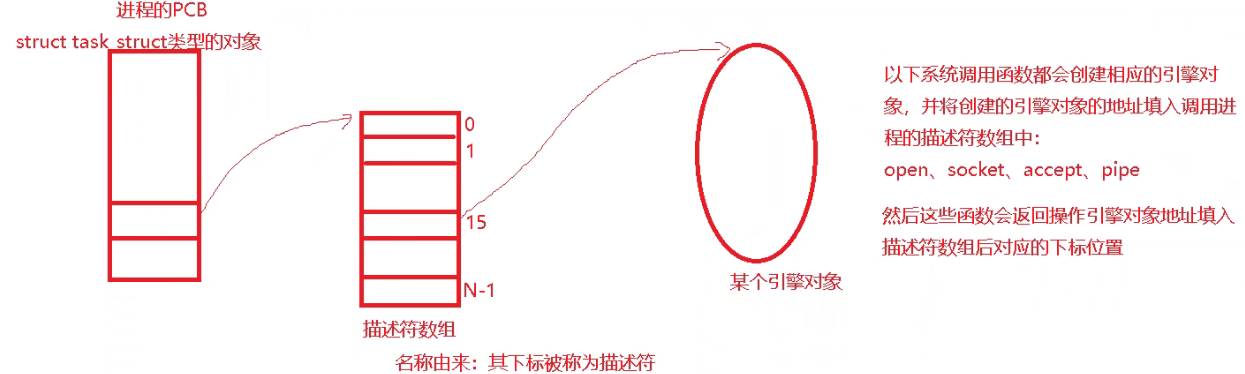 进程的PCB
struct task_struct类型的对象
0
1
15
N-1
描述符数组
名称由来：其下标被称为描述符
某个引擎对象
以下系统调用函数都会创建相应的引擎对
象，并将创建的引擎对象的地址填入调用进
程的描述符数组中：
open、socket、accept、pipe
然后这些函数会返回操作引擎对象地址填入
描述符数组后对应的下标位置